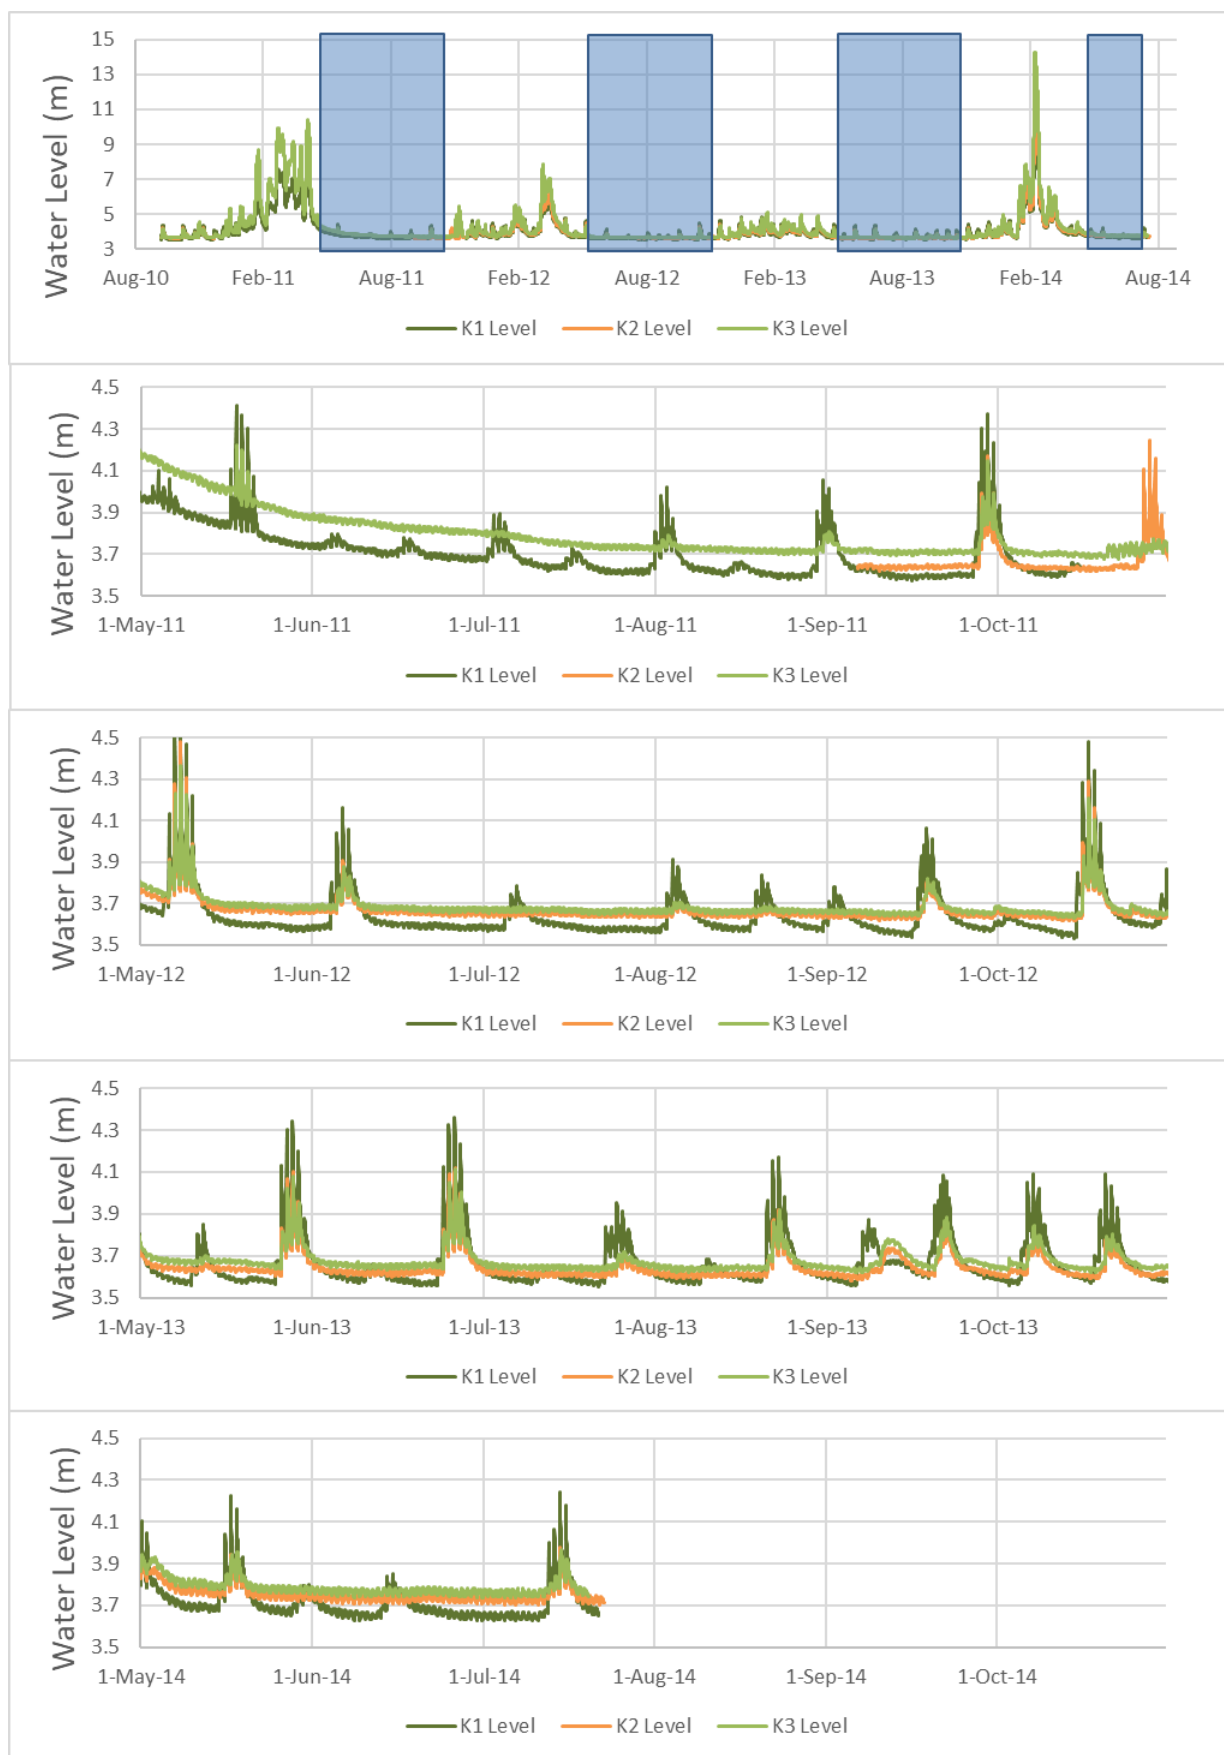 Water Level (m)
15
13
11
9
7
5
3
Aug-10 Feb-11 Aug-11 Feb-12 Aug-12 Feb-13 Aug-13 Feb-14 Aug-14
K1 Level K2 Level K3 Level
Water Level (m)
4.5
4.3
4.1
3.9
3.7
3.5
1-May-11 1-Jun-11 1-Jul-11 1-Aug-11 1-Sep-11 1-Oct-11
K1 Level K2 Level K3 Level
Water Level (m)
4.5
4.3
4.1
3.9
3.7
3.5
1-May-12 1-Jun-12 1-Jul-12 1-Aug-12 1-Sep-12 1-Oct-12
K1 Level K2 Level K3 Level
Water Level (m)
4.5
4.3
4.1
3.9
3.7
3.5
1-May-13 1-Jun-13 1-Jul-13 1-Aug-13 1-Sep-13 1-Oct-13
K1 Level K2 Level K3 Level
Water Level (m)
4.5
4.3
4.1
3.9
3.7
3.5
1-May-14 1-Jun-14 1-Jul-14 1-Aug-14 1-Sep-14 1-Oct-14
K1 Level K2 Level K3 Level